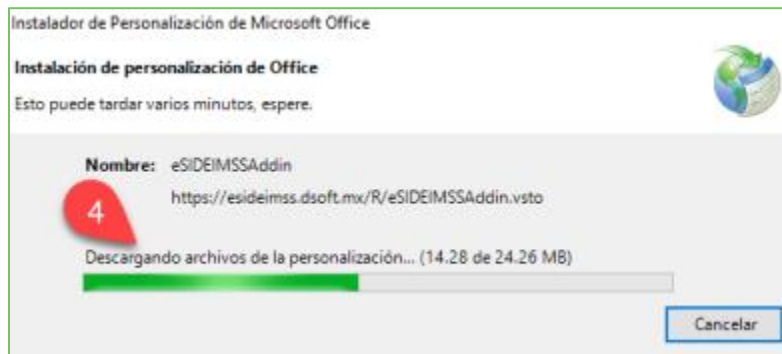 Instalador de Personalización de Microsoft Office
Instalación de personalización de Office
Esto puede tardar varios minutos, espere.
Nombre: eSIDEIMSSAddin
https://esideimss.dsoft.mx/R/eSIDEIMSSAddin.vsto
4
Descargando archivos de la personalización... (14.28 de 24.26 MB)
Cancelar